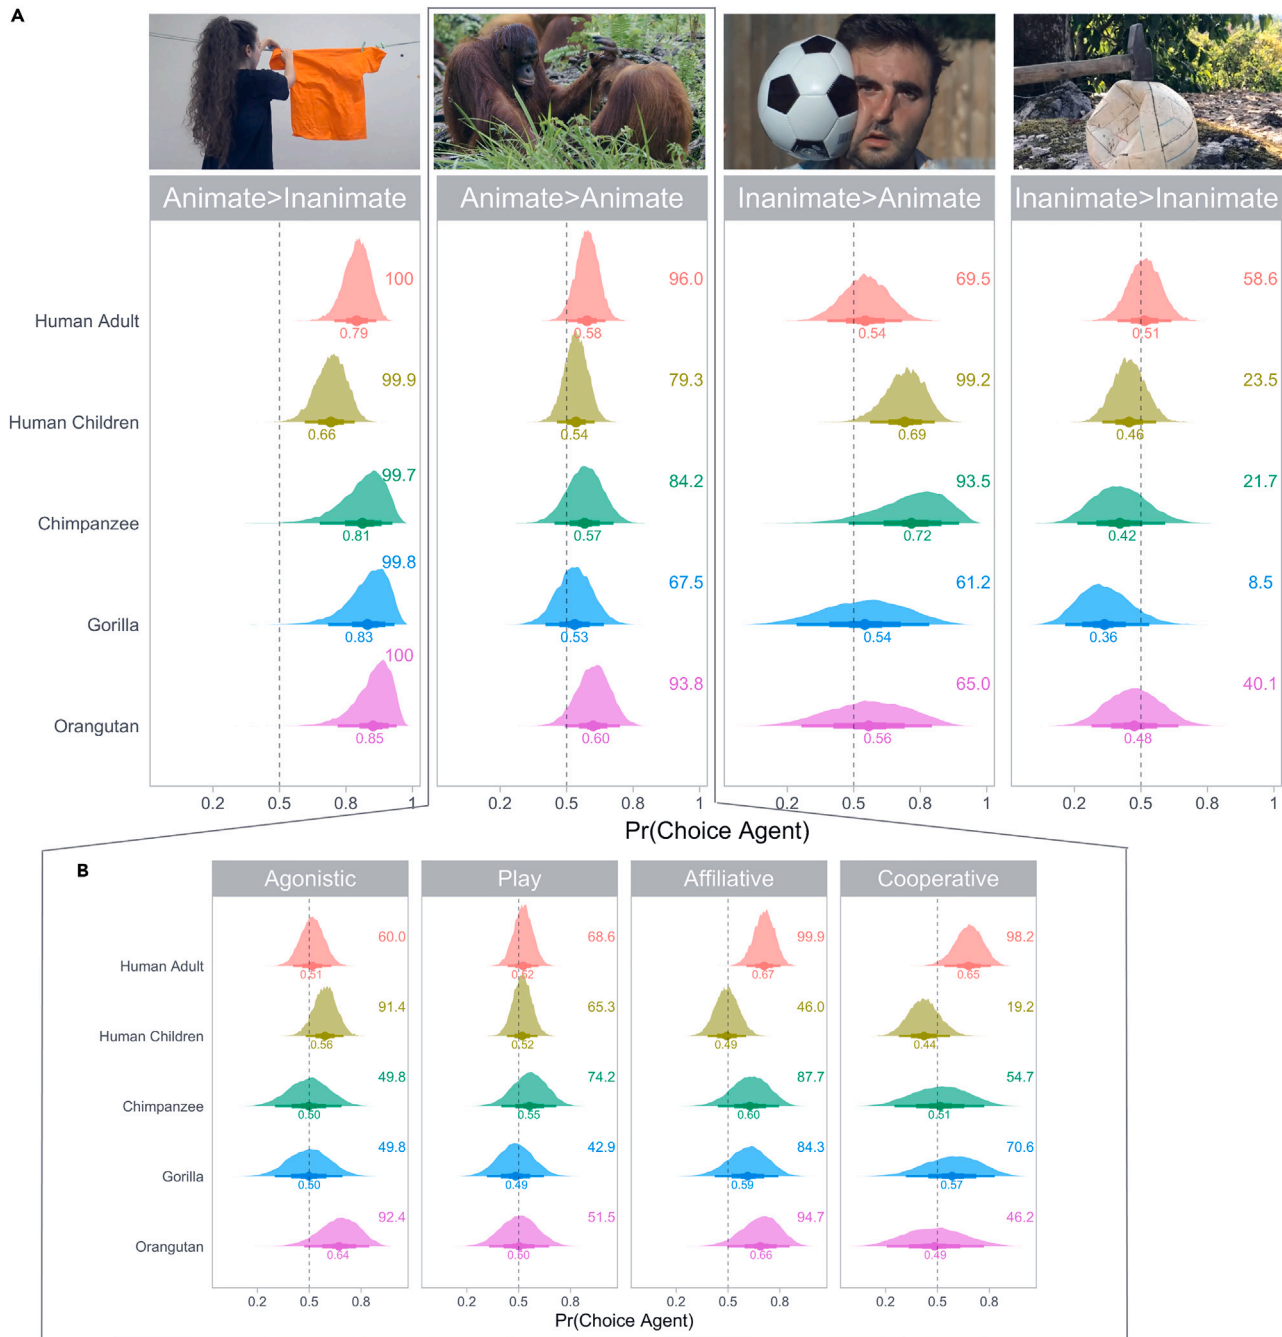 A
Animate>Inanimate Animate>Animate Inanimate>Animate Inanimate>Inanimate
100 96.0 69.5 58.6
Human Adult
0.79 0.58 0.54 0.51
99.9 79.3 99.2 23.5
Human Children
0.66 0.54 0.69 0.46
99.7 84.2 93.5 21.7
Chimpanzee
0.81 0.57 0.72 0.42
99.8 67.5 61.2 8.5
Gorilla
0.83 0.53 0.54 0.36
100 93.8 65.0 40.1
Orangutan
0.85 0.60 0.56 0.48
0.2 0.5 0.8 1 0.2 0.5 0.8 1 0.2 0.5 0.8 1 0.2 0.5 0.8 1
Pr(Choice Agent)
B
Agonistic Play Affiliative Cooperative
60.0 68.6 99.9 98.2
Human Adult
0.51 0.52 0.67 0.65
91.4 65.3 46.0 19.2
Human Children
0.56 0.52 0.49 0.44
49.8 74.2 87.7 54.7
Chimpanzee
0.50 0.55 0.60 0.51
49.8 42.9 84.3 70.6
Gorilla
0.50 0.49 0.59 0.57
92.4 51.5 94.7 46.2
Orangutan
0.64 0.50 0.66 0.49
0.2 0.5 0.8 0.2 0.5 0.8 0.2 0.5 0.8 0.2 0.5 0.8
Pr(Choice Agent)